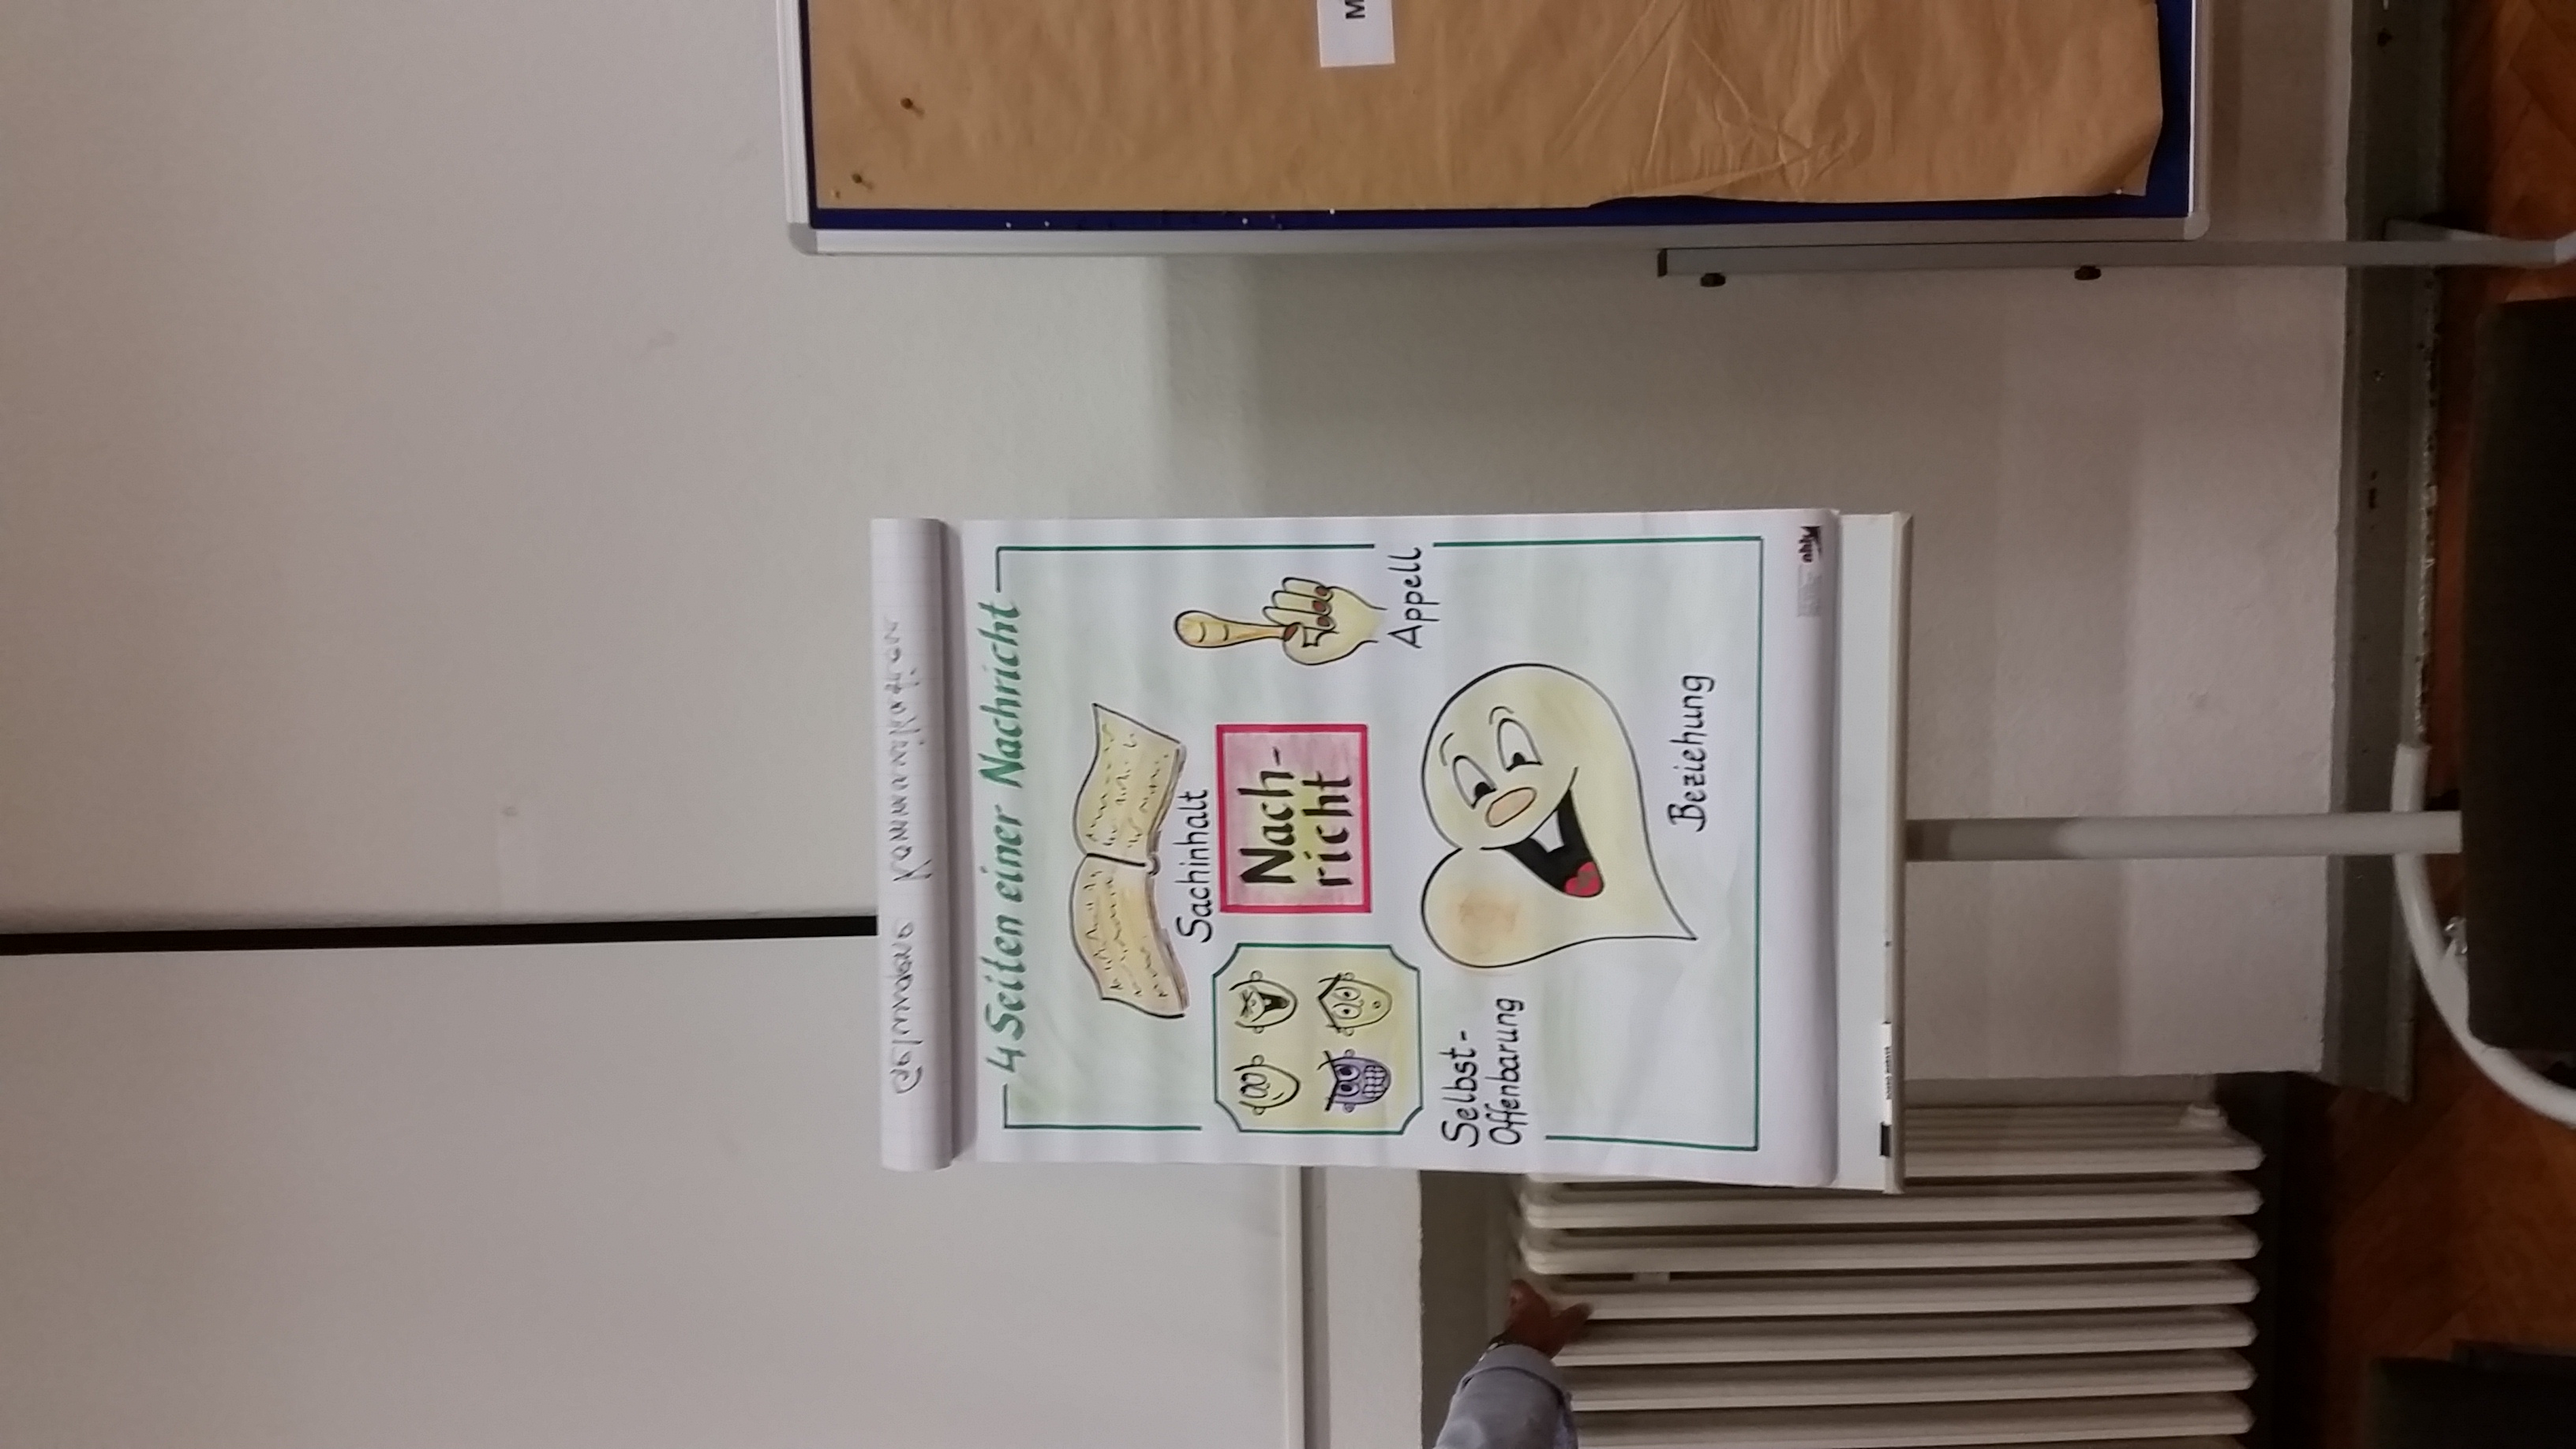 4 Seiten einer Nachricht
Sachinhalt
Nach-
richt
Appell
Selbst-
Offenbarung
Beziehung
M